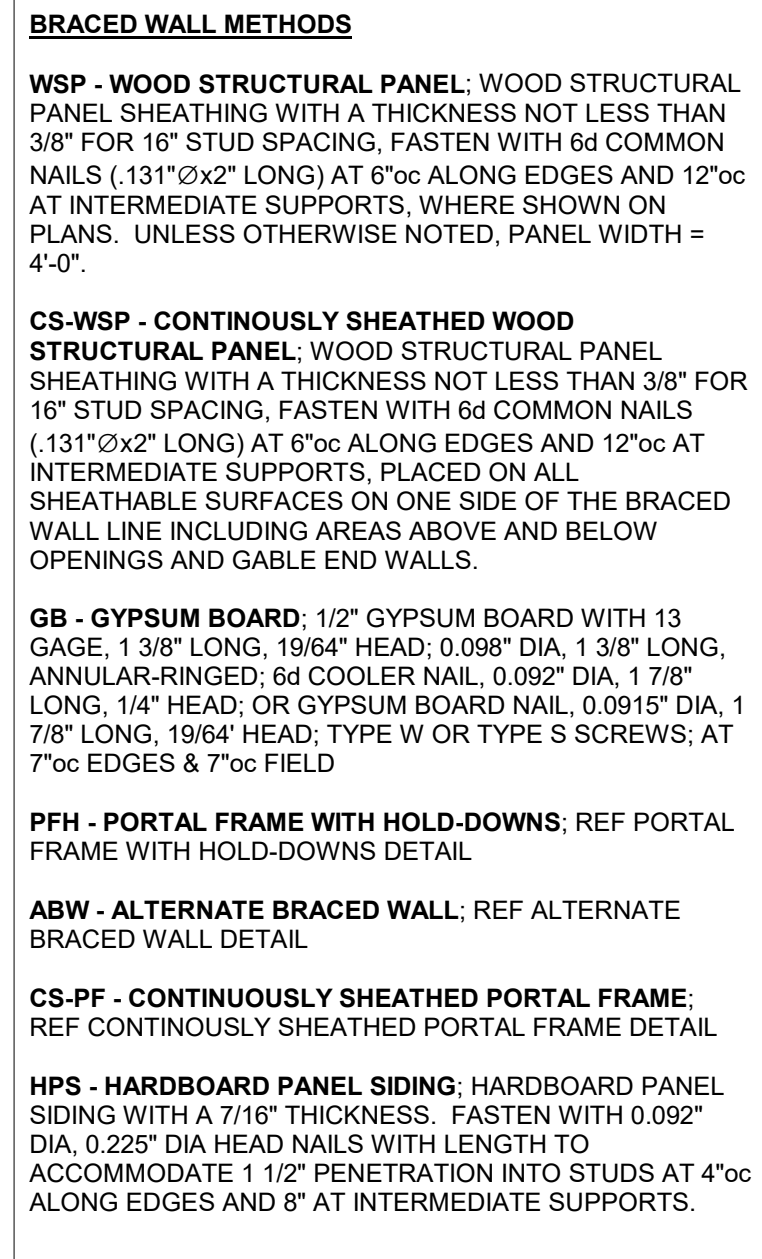 BRACED WALL METHODS
WSP - WOOD STRUCTURAL PANEL; WOOD STRUCTURAL
PANEL SHEATHING WITH A THICKNESS NOT LESS THAN
3/8" FOR 16" STUD SPACING, FASTEN WITH 6d COMMON
NAILS (.131"∅x2" LONG) AT 6"oc ALONG EDGES AND 12"oc
AT INTERMEDIATE SUPPORTS, WHERE SHOWN ON
PLANS.  UNLESS OTHERWISE NOTED, PANEL WIDTH =
4'-0".
CS-WSP - CONTINOUSLY SHEATHED WOOD
STRUCTURAL PANEL; WOOD STRUCTURAL PANEL
SHEATHING WITH A THICKNESS NOT LESS THAN 3/8" FOR
16" STUD SPACING, FASTEN WITH 6d COMMON NAILS
(.131"∅x2" LONG) AT 6"oc ALONG EDGES AND 12"oc AT
INTERMEDIATE SUPPORTS, PLACED ON ALL
SHEATHABLE SURFACES ON ONE SIDE OF THE BRACED
WALL LINE INCLUDING AREAS ABOVE AND BELOW
OPENINGS AND GABLE END WALLS.
GB - GYPSUM BOARD; 1/2" GYPSUM BOARD WITH 13
GAGE, 1 3/8" LONG, 19/64" HEAD; 0.098" DIA, 1 3/8" LONG,
ANNULAR-RINGED; 6d COOLER NAIL, 0.092" DIA, 1 7/8"
LONG, 1/4" HEAD; OR GYPSUM BOARD NAIL, 0.0915" DIA, 1
7/8" LONG, 19/64' HEAD; TYPE W OR TYPE S SCREWS; AT
7"oc EDGES & 7"oc FIELD
PFH - PORTAL FRAME WITH HOLD-DOWNS; REF PORTAL
FRAME WITH HOLD-DOWNS DETAIL
ABW - ALTERNATE BRACED WALL; REF ALTERNATE
BRACED WALL DETAIL
CS-PF - CONTINUOUSLY SHEATHED PORTAL FRAME;
REF CONTINOUSLY SHEATHED PORTAL FRAME DETAIL
HPS - HARDBOARD PANEL SIDING; HARDBOARD PANEL
SIDING WITH A 7/16" THICKNESS.  FASTEN WITH 0.092"
DIA, 0.225" DIA HEAD NAILS WITH LENGTH TO
ACCOMMODATE 1 1/2" PENETRATION INTO STUDS AT 4"oc
ALONG EDGES AND 8" AT INTERMEDIATE SUPPORTS.